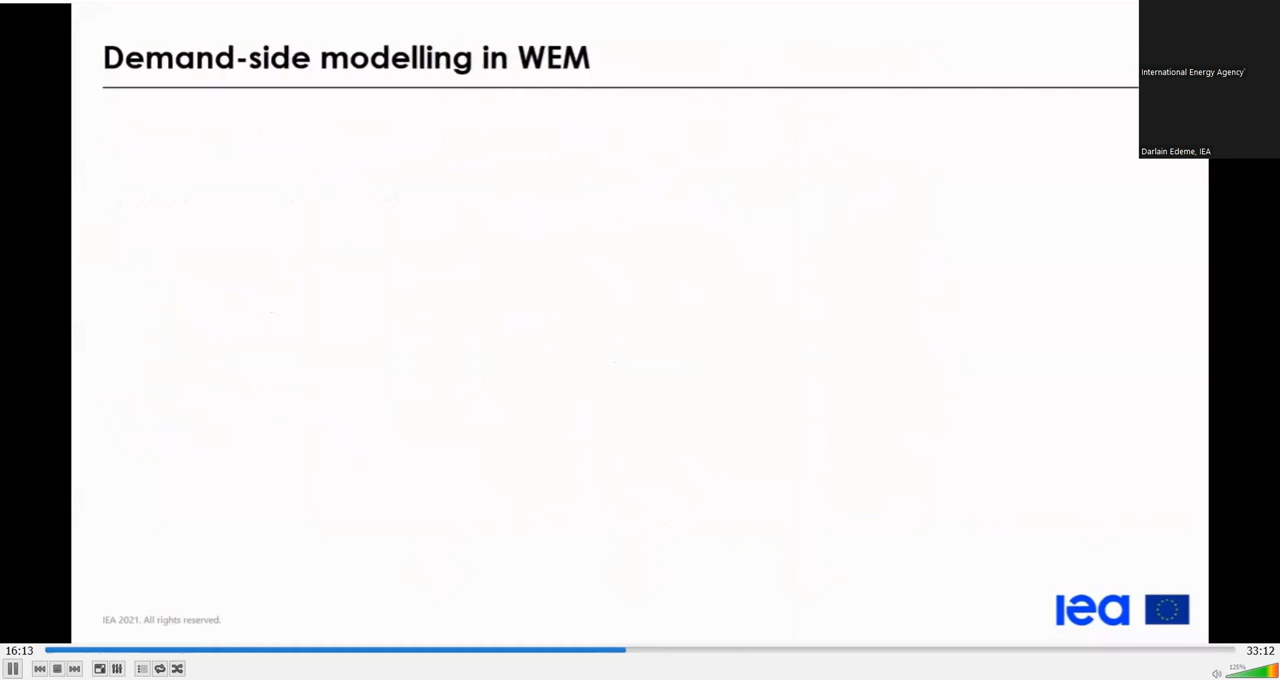 Demand-side modelling in WEM
International Energy Agency'
Darlain Edeme, IEA
IEA 2021. All rights reserved.
iea
16:13
33:12
125%